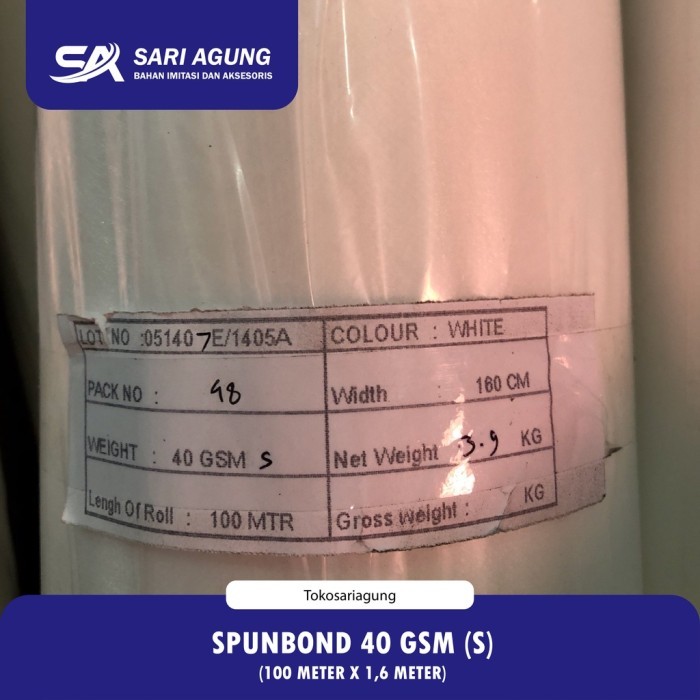 SA SARI AGUNG
BAHAN IMITASI DAN AKSESORIS
LOT NO :051407E/1405A
COLOUR : WHITE
PACK NO : 48
Width : 160 CM
WEIGHT : 40 GSM S
Net Weight 3.9 KG
Lengh Of Roll : 100 MTR
Gross weight : KG
Tokosariagung
SPUNBOND 40 GSM (S)
(100 METER X 1,6 METER)